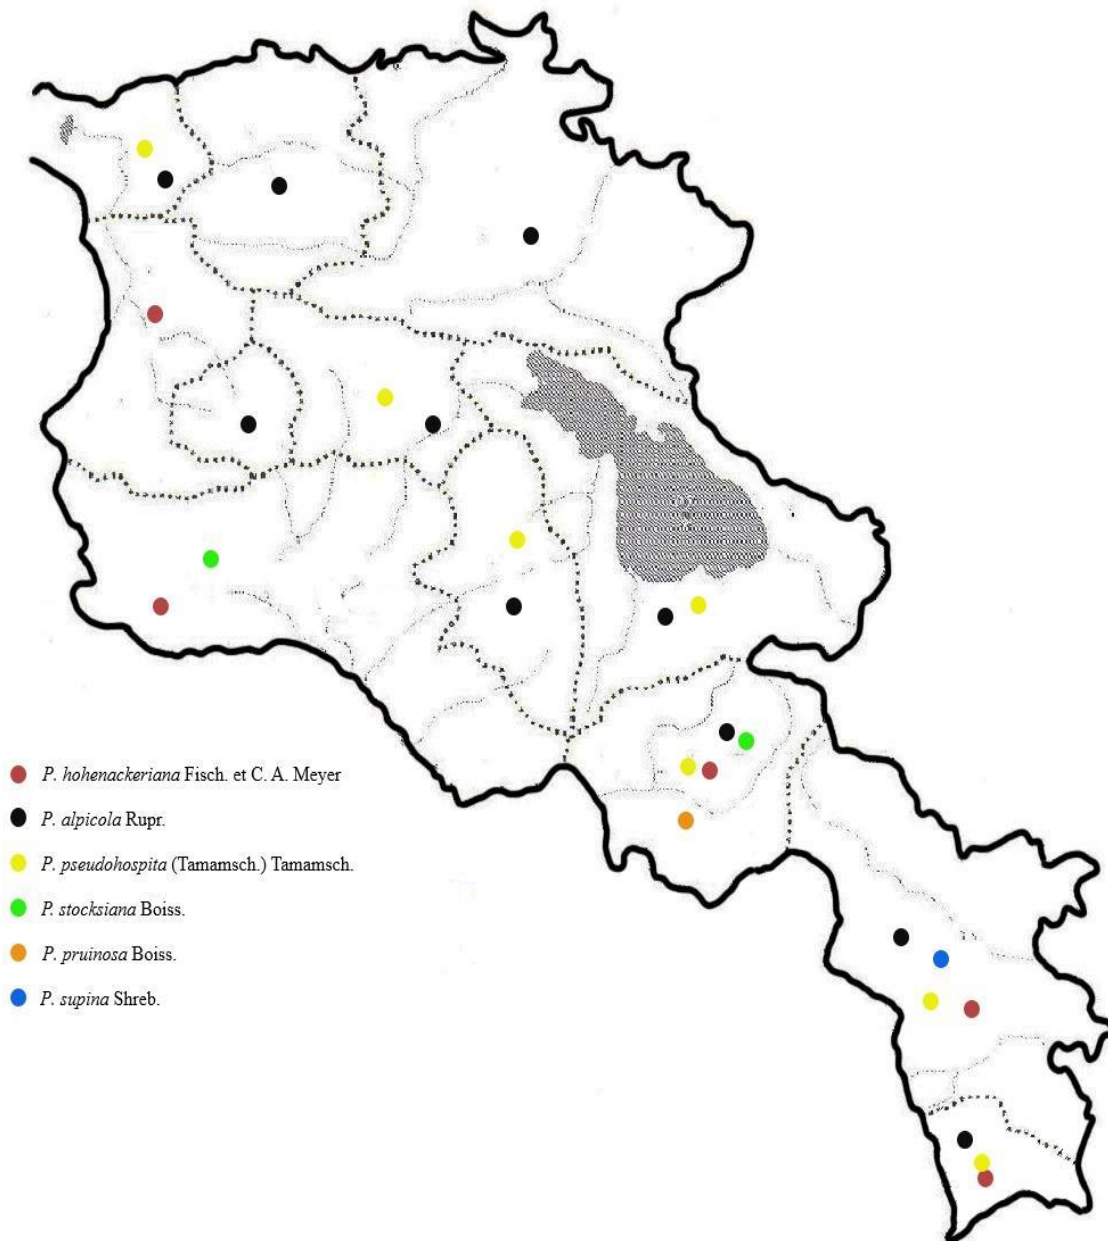 P. hohenackeriana Fisch. et C. A. Meyer
P. alpicola Rupr.
P. pseudohospita (Tamamsch.) Tamamsch.
P. stocksiana Boiss.
P. pruinosa Boiss.
P. supina Shreb.